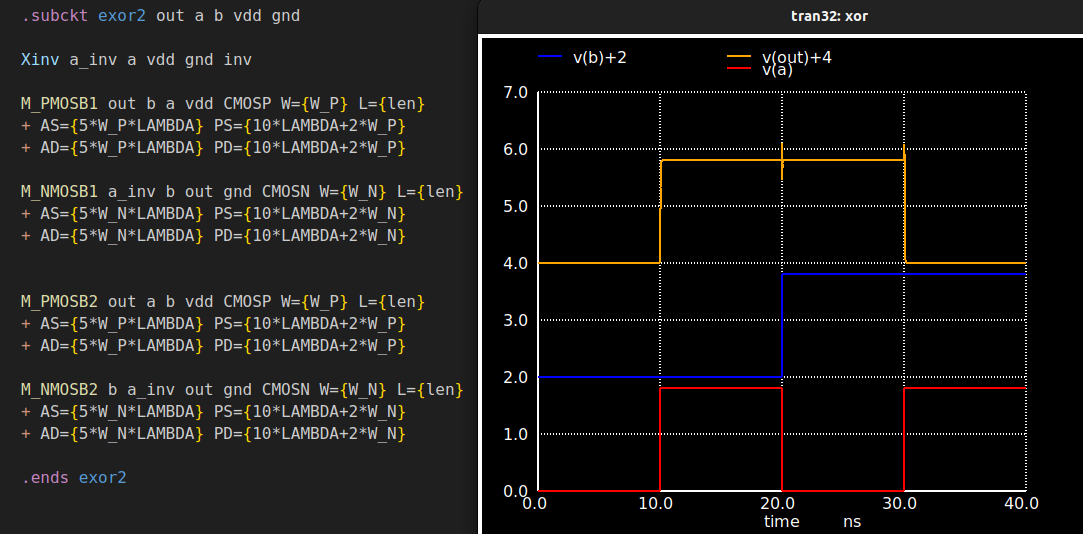 .subckt exor2 out a b vdd gnd
Xinv a_inv a vdd gnd inv
M_PMOSB1 out b a vdd CMOSP W={W_P} L={len}
+ AS={5*W_P*LAMBDA} PS={10*LAMBDA+2*W_P}
+ AD={5*W_P*LAMBDA} PD={10*LAMBDA+2*W_P}
M_NMOSB1 a_inv b out gnd CMOSN W={W_N} L={len}
+ AS={5*W_N*LAMBDA} PS={10*LAMBDA+2*W_N}
+ AD={5*W_N*LAMBDA} PD={10*LAMBDA+2*W_N}
M_PMOSB2 out a b vdd CMOSP W={W_P} L={len}
+ AS={5*W_P*LAMBDA} PS={10*LAMBDA+2*W_P}
+ AD={5*W_P*LAMBDA} PD={10*LAMBDA+2*W_P}
M_NMOSB2 b a_inv out gnd CMOSN W={W_N} L={len}
+ AS={5*W_N*LAMBDA} PS={10*LAMBDA+2*W_N}
+ AD={5*W_N*LAMBDA} PD={10*LAMBDA+2*W_N}
.ends exor2
tran32: xor
v(b)+2
v(out)+4
v(a)
7.0
6.0
5.0
4.0
3.0
2.0
1.0
0.0
0.0 10.0 20.0 30.0 40.0
time ns